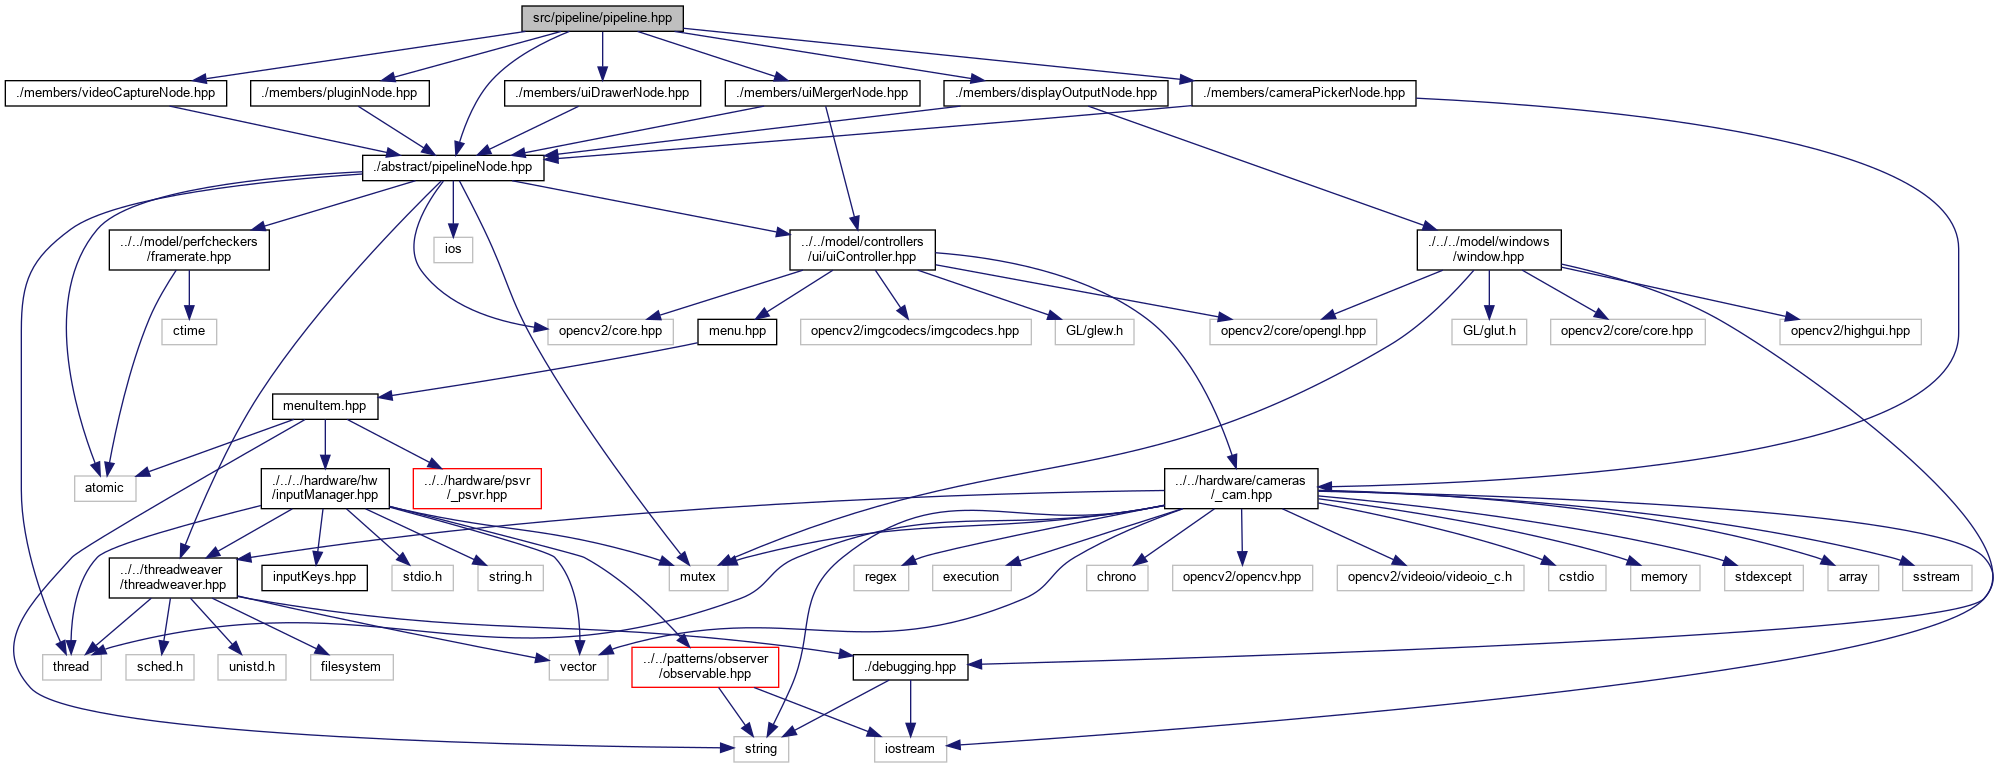 src/pipeline/pipeline.hpp
./members/videoCaptureNode.hpp
./members/pluginNode.hpp
./members/uiDrawerNode.hpp
./members/uiMergerNode.hpp
./members/displayOutputNode.hpp
./members/cameraPickerNode.hpp
./abstract/pipelineNode.hpp
../../model/perfcheckers
/framerate.hpp
ios
../../model/controllers
/ui/uiController.hpp
./../../model/windows
/window.hpp
ctime
opencv2/core.hpp
menu.hpp
opencv2/imgcodecs/imgcodecs.hpp
GL/glew.h
opencv2/core/opengl.hpp
GL/glut.h
opencv2/core/core.hpp
opencv2/highgui.hpp
menuItem.hpp
atomic
./../../hardware/hw
/inputManager.hpp
../../hardware/psvr
/_psvr.hpp
../../hardware/cameras
/_cam.hpp
../../threadweaver
/threadweaver.hpp
inputKeys.hpp
stdio.h
string.h
mutex
regex
execution
chrono
opencv2/opencv.hpp
opencv2/videoio/videoio_c.h
cstdio
memory
stdexcept
array
sstream
thread
sched.h
unistd.h
filesystem
vector
../../patterns/observer
/observable.hpp
./debugging.hpp
string
iostream